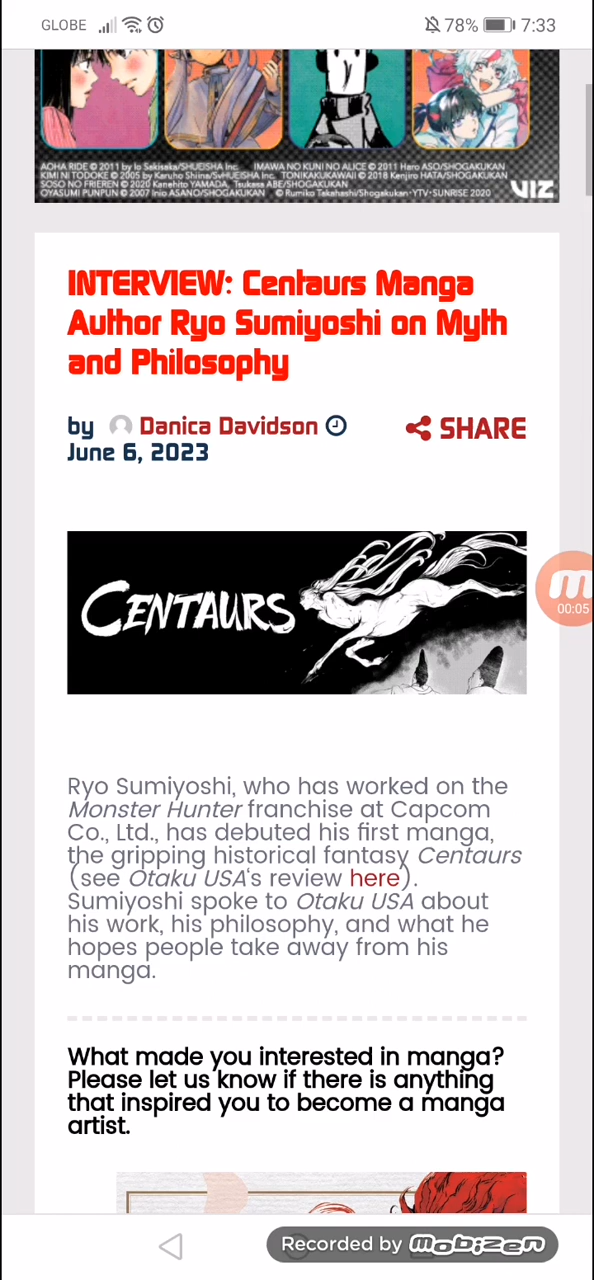 GLOBE 78% 7:33
AOHA RIDE © 2011 by Io Sakisaka/SHUEISHA Inc. IMAWA NO KUNI NO ALICE © 2011 Haro ASO/SHOGAKUKAN
KIMI NI TODOKE © 2005 by Karuho Shiina/SHUEISHA Inc. TONIKAKUKAWAII © 2018 Kenjiro HATA/SHOGAKUKAN
SOSO NO FRIEREN © 2020 Kanehito YAMADA, Tsukasa ABE/SHOGAKUKAN
OYASUMI PUNPUN © 2007 Inio ASANO/SHOGAKUKAN © Rumiko Takahashi/Shogakukan・YTV・SUNRISE 2020
VIZ
INTERVIEW: Centaurs Manga
Author Ryo Sumiyoshi on Myth
and Philosophy
by Danica Davidson
June 6, 2023
SHARE
CENTAURS
m
00:05
Ryo Sumiyoshi, who has worked on the
Monster Hunter franchise at Capcom
Co., Ltd., has debuted his first manga,
the gripping historical fantasy Centaurs
(see Otaku USA's review here).
Sumiyoshi spoke to Otaku USA about
his work, his philosophy, and what he
hopes people take away from his
manga.
What made you interested in manga?
Please let us know if there is anything
that inspired you to become a manga
artist.
Recorded by mobizen